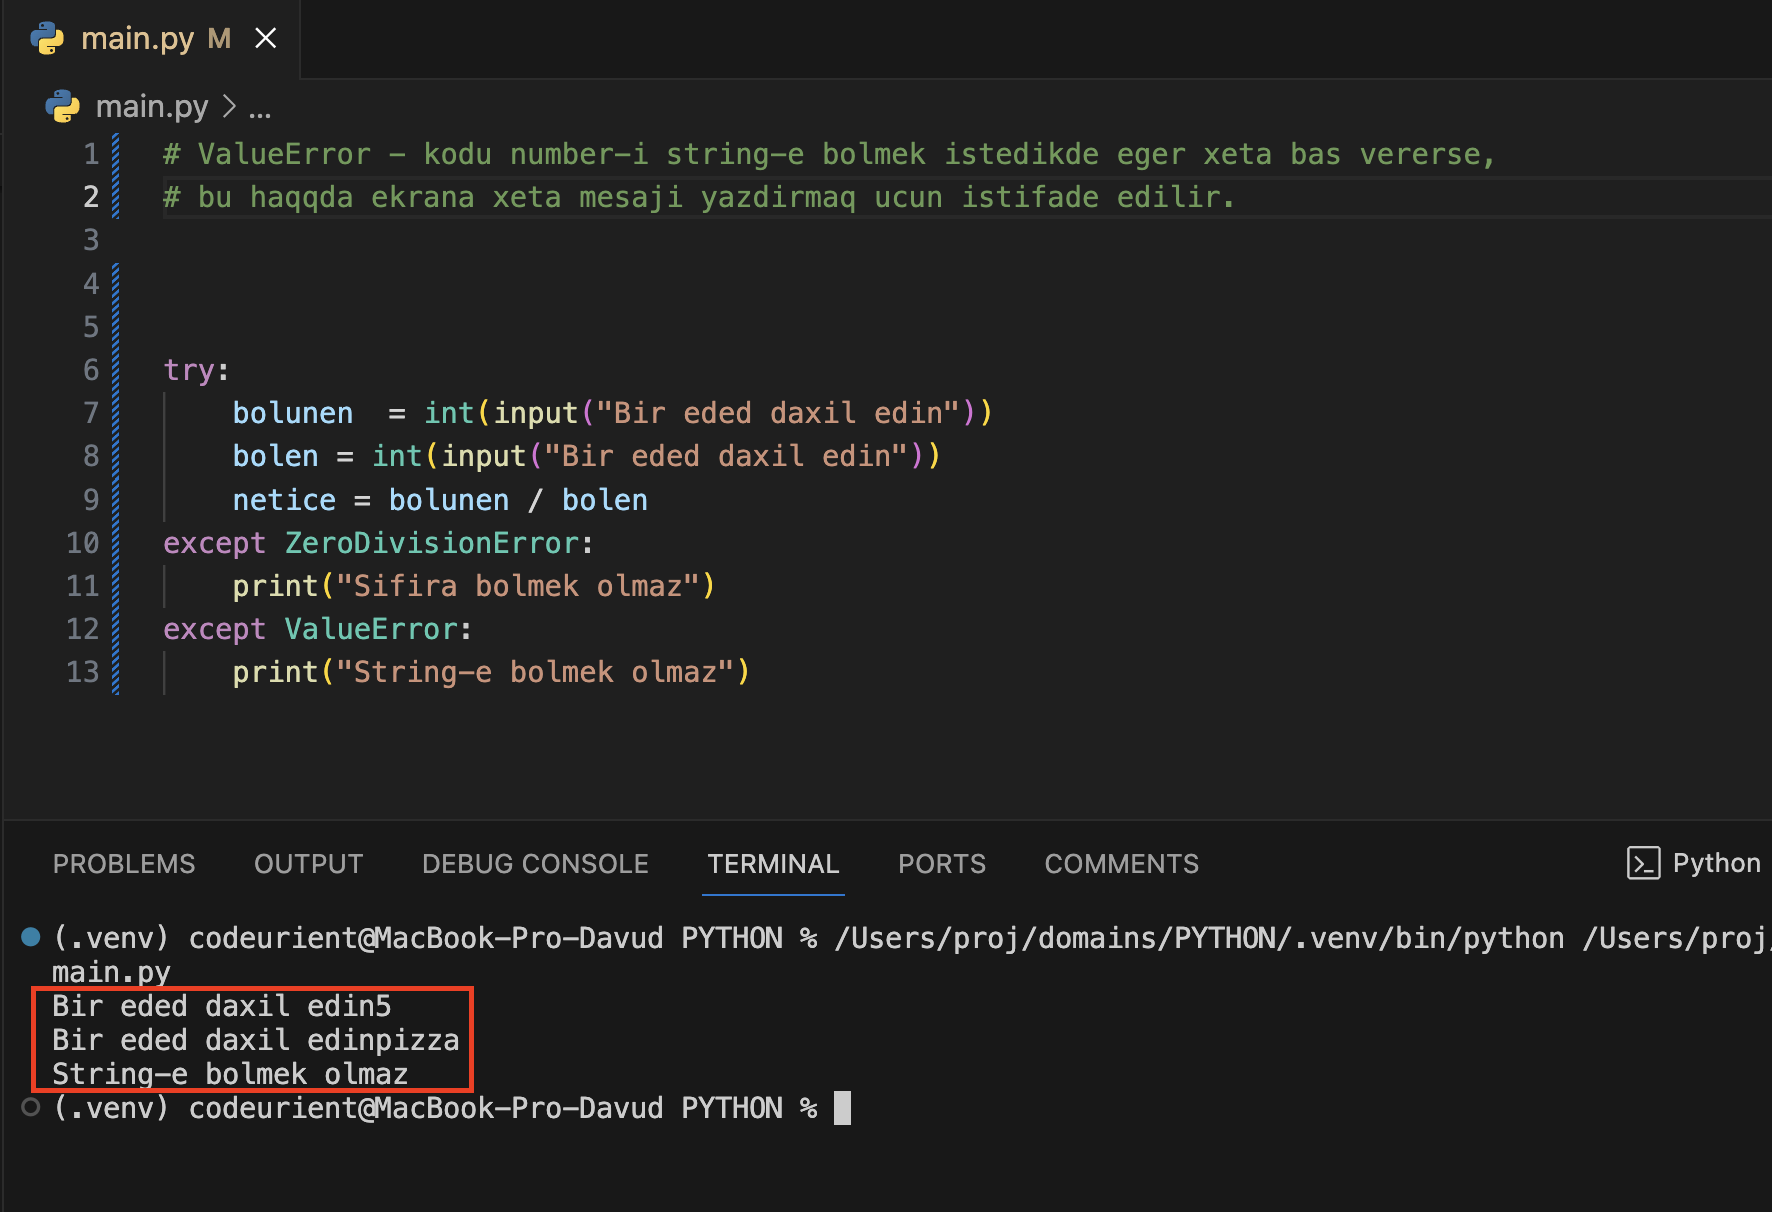 main.py M
main.py > ...
1 # ValueError - kodu number-i string-e bolmek istedikde eger xeta bas vererse,
2 # bu haqqda ekrana xeta mesaji yazdirmaq ucun istifade edilir.
3
4
5
6 try:
7     bolunen  = int(input("Bir eded daxil edin"))
8     bolen = int(input("Bir eded daxil edin"))
9     netice = bolunen / bolen
10 except ZeroDivisionError:
11     print("Sifira bolmek olmaz")
12 except ValueError:
13     print("String-e bolmek olmaz")
PROBLEMS OUTPUT DEBUG CONSOLE TERMINAL PORTS COMMENTS Python
(.venv) codeurient@MacBook-Pro-Davud PYTHON % /Users/proj/domains/PYTHON/.venv/bin/python /Users/proj/
main.py
Bir eded daxil edin5
Bir eded daxil edinpizza
String-e bolmek olmaz
(.venv) codeurient@MacBook-Pro-Davud PYTHON %